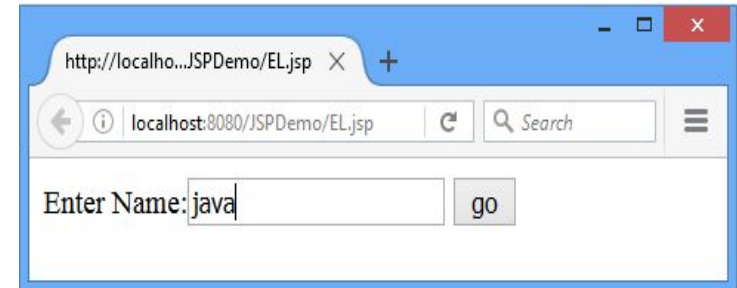 http://localho...JSPDemo/EL.jsp
localhost:8080/JSPDemo/EL.jsp
Search
Enter Name: java
go